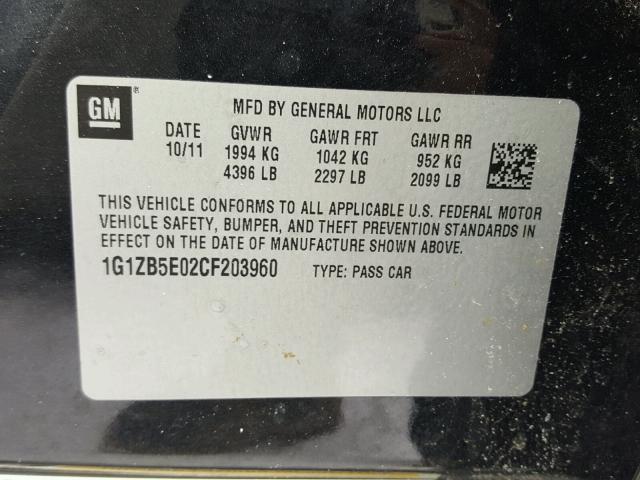 GM
MFD BY GENERAL MOTORS LLC
DATE GVWR GAWR FRT GAWR RR
10/11 1994 KG 1042 KG 952 KG
4396 LB 2297 LB 2099 LB
THIS VEHICLE CONFORMS TO ALL APPLICABLE U.S. FEDERAL MOTOR
VEHICLE SAFETY, BUMPER, AND THEFT PREVENTION STANDARDS IN
EFFECT ON THE DATE OF MANUFACTURE SHOWN ABOVE.
1G1ZB5E02CF203960 TYPE: PASS CAR